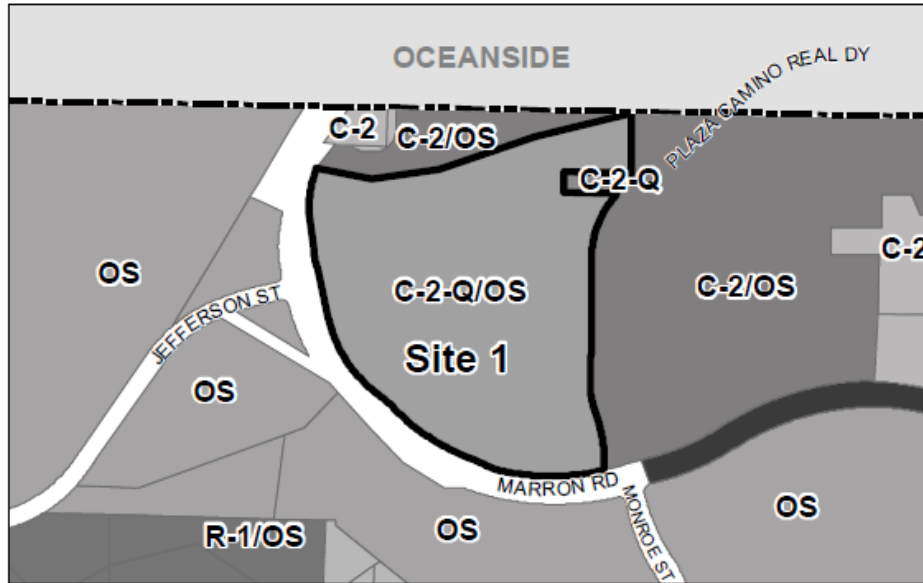 OCEANSIDE
PLAZA CAMINO REAL DY
C-2
C-2/OS
C-2-Q
OS
C-2
C-2-Q/OS
C-2/OS
JEFFERSON ST
Site 1
OS
MARRON RD
MONROE ST
OS
R-1/OS
OS